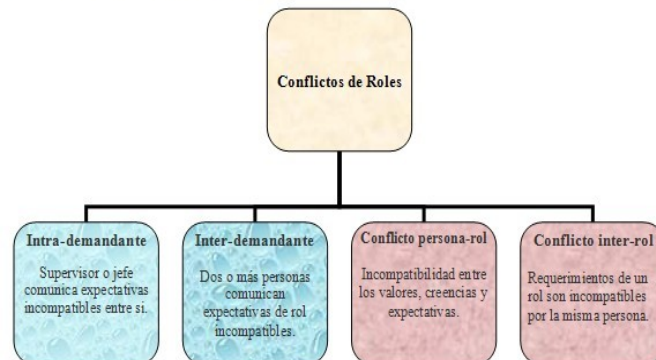 Conflictos de Roles
Intra-demandante
Supervisor o jefe
comunica expectativas
incompatibles entre si.
Inter-demandante
Dos o mas personas
comunican
expectativas de rol
incompatibles.
Conflicto persona-rol
Incompatibilidad entre
los valores, creencias y
expectativas.
Conflicto inter-rol
Requerimientos de un
rol son incompatibles
por la misma persona.